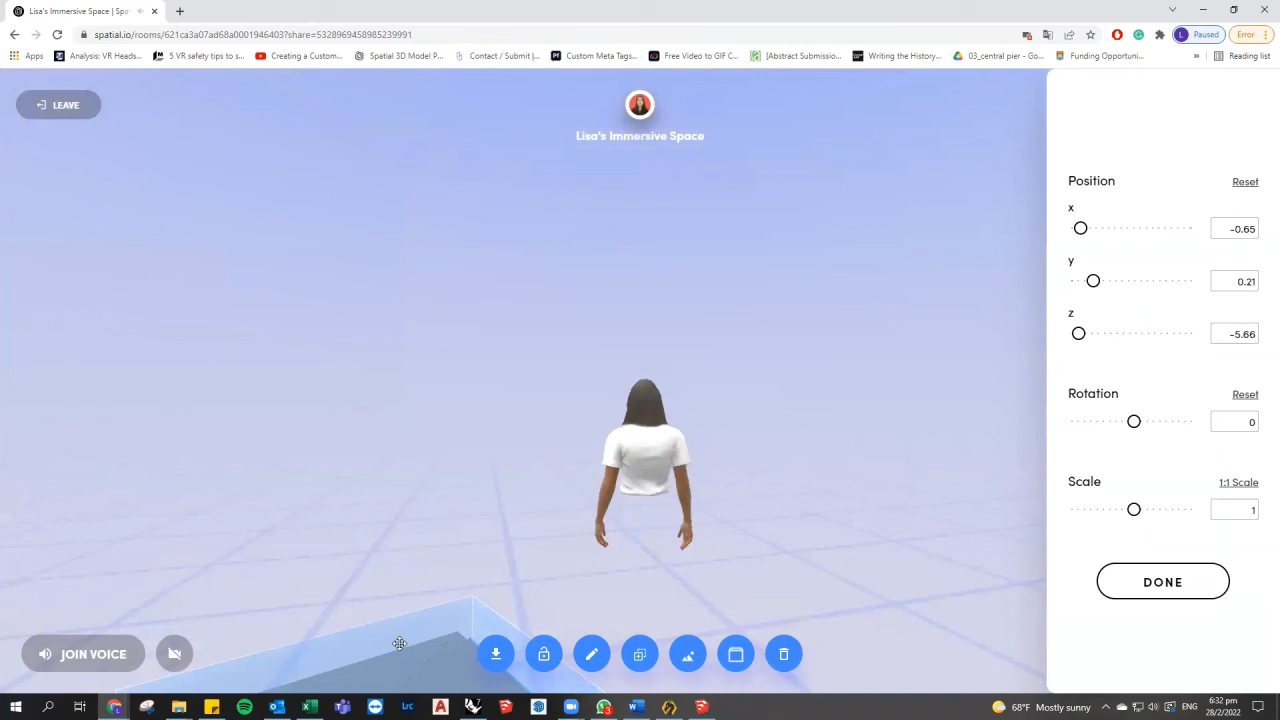 Lisa's Immersive Space | Spa
spatial.io/rooms/621ca3a07ad68a0001946403?share=5328969458985239991
Paused
Error
Apps
Analysis: VR Heads...
5 VR safety tips to s...
Creating a Custom...
Spatial 3D Model P...
Contact / Submit |...
Custom Meta Tags...
Free Video to GIF C...
[Abstract Submissio...
Writing the History...
03_central pier - Go...
Funding Opportuni...
»
Reading list
LEAVE
Lisa's Immersive Space
Position
Reset
x
-0.65
y
0.21
z
-5.66
Rotation
Reset
0
Scale
1:1 Scale
1
DONE
JOIN VOICE
68°F Mostly sunny
ENG
6:32 pm
28/2/2022